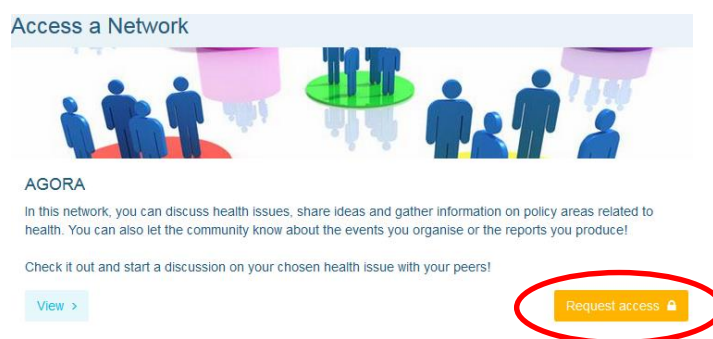 Access a Network
AGORA
In this network, you can discuss health issues, share ideas and gather information on policy areas related to
health. You can also let the community know about the events you organise or the reports you produce!
Check it out and start a discussion on your chosen health issue with your peers!
View >
Request access